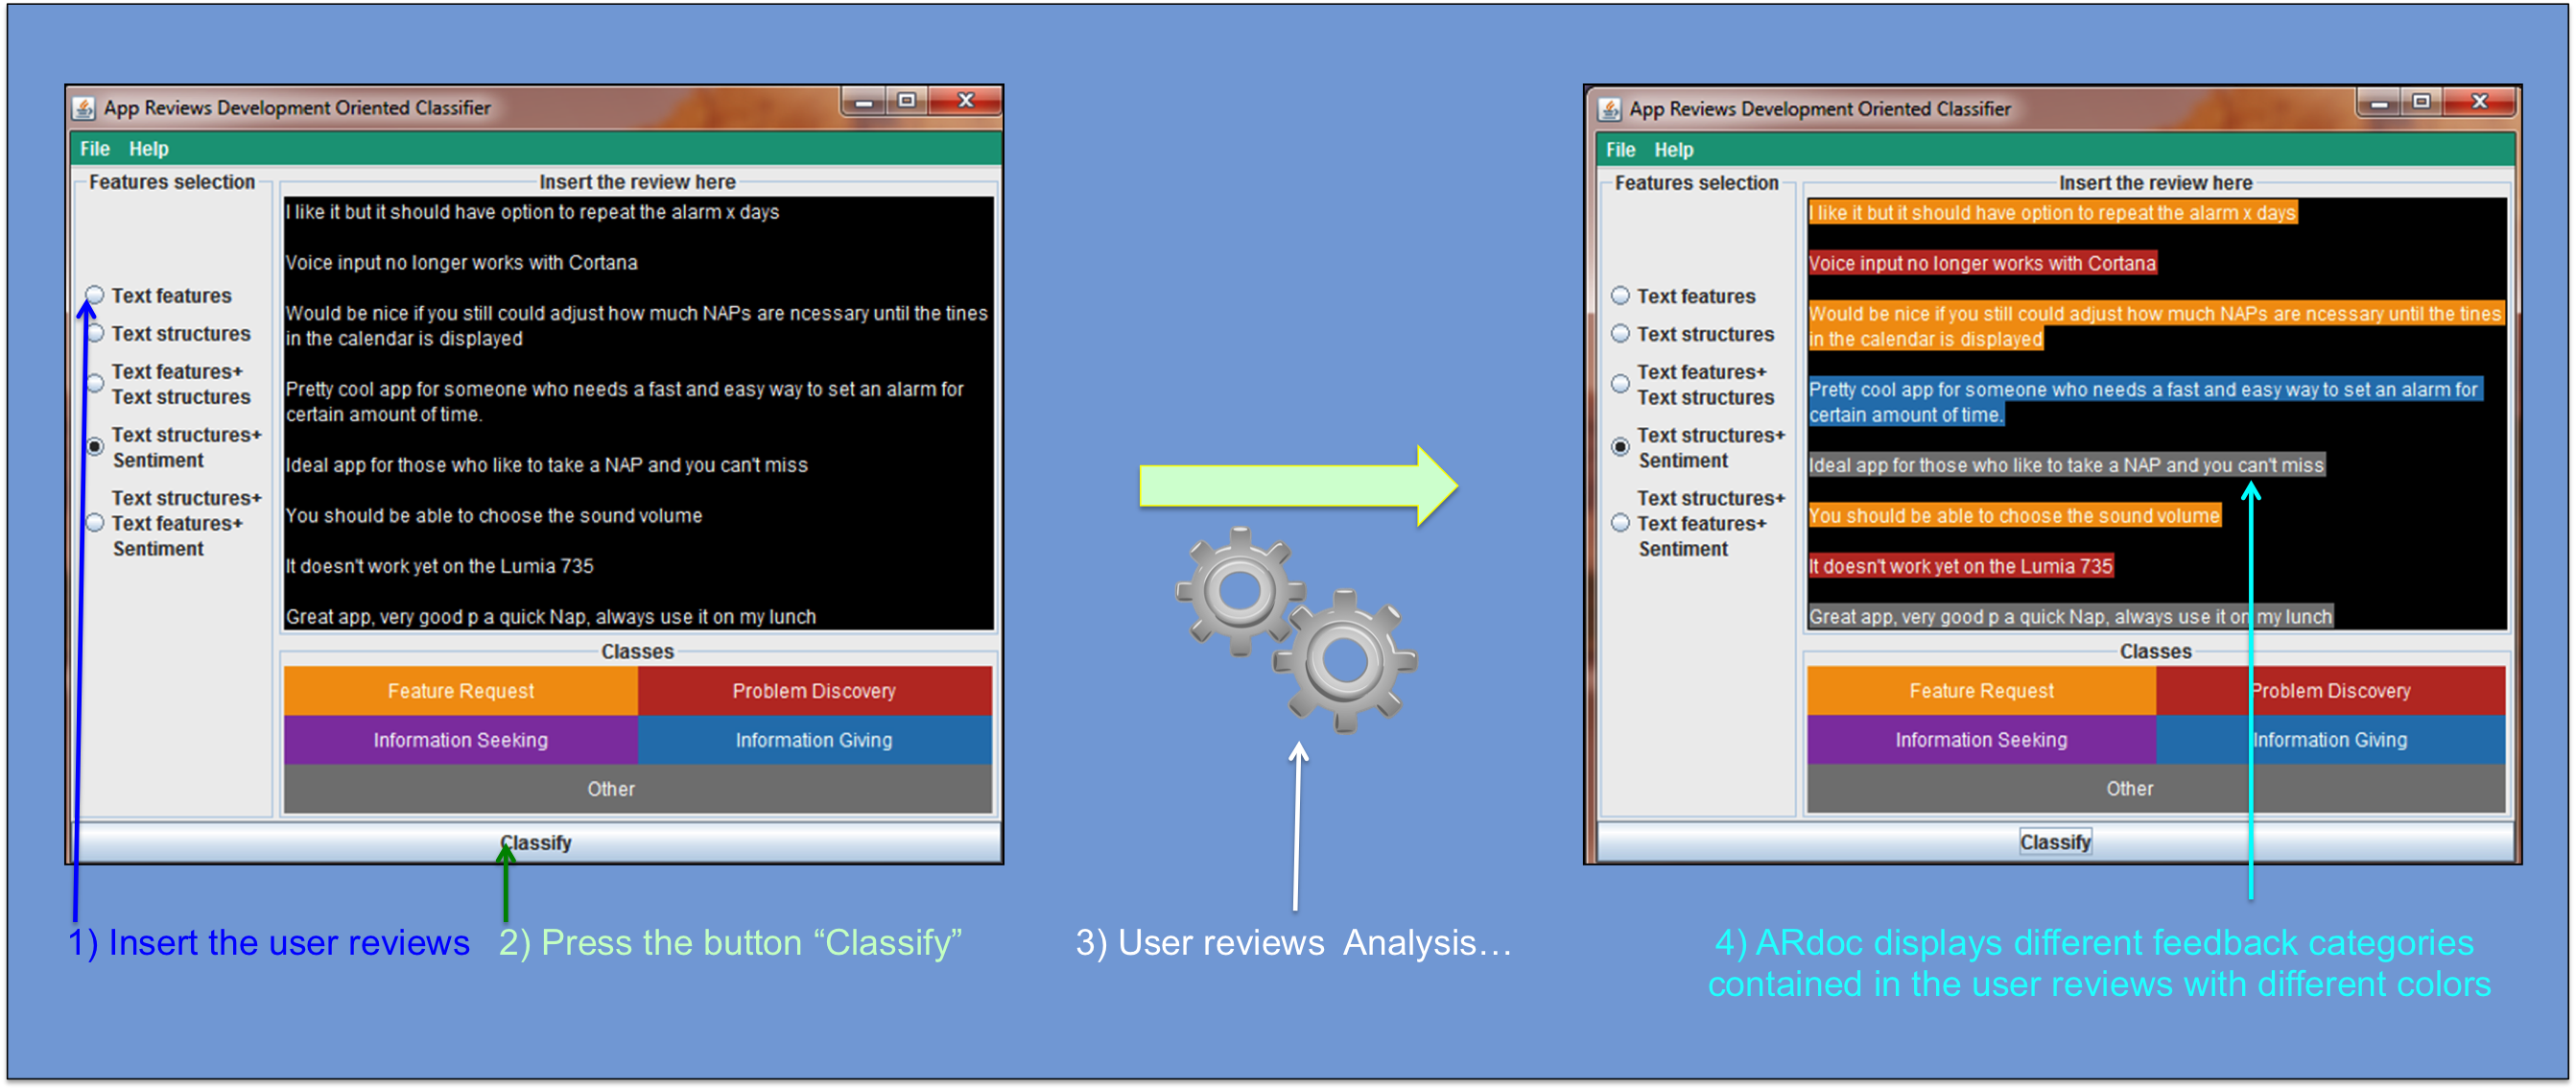 App Reviews Development Oriented Classifier
File Help
Features selection
Text features
Text structures
Text features+
Text structures
Text structures+
Sentiment
Text structures+
Text features+
Sentiment
Insert the review here
I like it but it should have option to repeat the alarm x days
Voice input no longer works with Cortana
Would be nice if you still could adjust how much NAPs are ncessary until the tines
in the calendar is displayed
Pretty cool app for someone who needs a fast and easy way to set an alarm for
certain amount of time.
Ideal app for those who like to take a NAP and you can't miss
You should be able to choose the sound volume
It doesn't work yet on the Lumia 735
Great app, very good p a quick Nap, always use it on my lunch
Classes
Feature Request Problem Discovery
Information Seeking Information Giving
Other
Classify
1) Insert the user reviews
2) Press the button “Classify”
3) User reviews Analysis…
App Reviews Development Oriented Classifier
File Help
Features selection
Text features
Text structures
Text features+
Text structures
Text structures+
Sentiment
Text structures+
Text features+
Sentiment
Insert the review here
I like it but it should have option to repeat the alarm x days
Voice input no longer works with Cortana
Would be nice if you still could adjust how much NAPs are ncessary until the tines
in the calendar is displayed
Pretty cool app for someone who needs a fast and easy way to set an alarm for
certain amount of time.
Ideal app for those who like to take a NAP and you can't miss
You should be able to choose the sound volume
It doesn't work yet on the Lumia 735
Great app, very good p a quick Nap, always use it on my lunch
Classes
Feature Request Problem Discovery
Information Seeking Information Giving
Other
Classify
4) ARdoc displays different feedback categories
contained in the user reviews with different colors